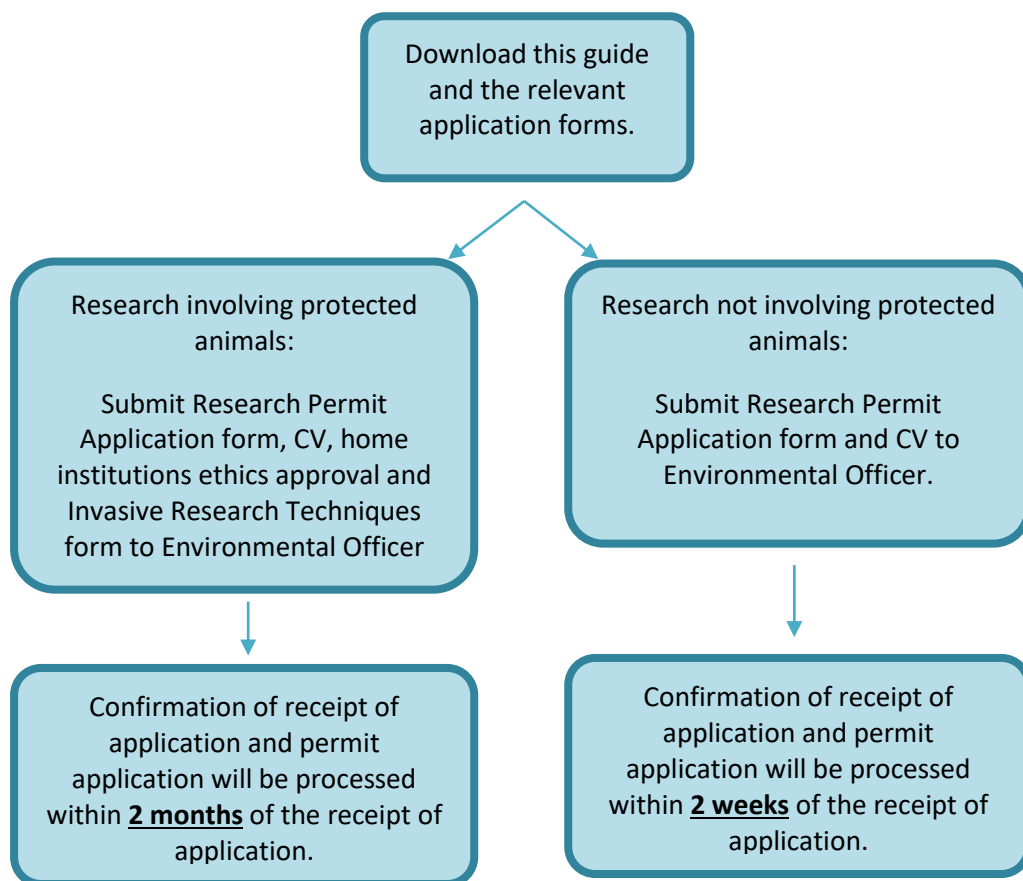 Download this guide
and the relevant
application forms.
Research involving protected
animals:
Submit Research Permit
Application form, CV, home
institutions ethics approval and
Invasive Research Techniques
form to Environmental Officer
Research not involving protected
animals:
Submit Research Permit
Application form and CV to
Environmental Officer.
Confirmation of receipt of
application and permit
application will be processed
within 2 months of the receipt of
application.
Confirmation of receipt of
application and permit
application will be processed
within 2 weeks of the receipt of
application.